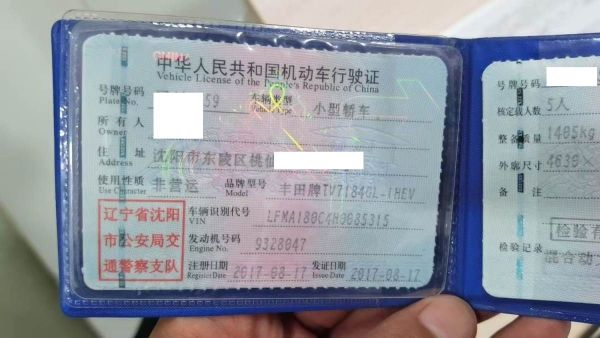 中华人民共和国机动车行驶证
Vehicle License of the People's Republic of China
号牌号码
Plate No.
59
车辆类型
Vehicle Type
小型轿车
所有人
Owner
住址
Address
沈阳市东陵区桃仙
使用性质
Use Character
非营运
品牌型号
Model
丰田牌TV7184GL-iHEV
辽宁省沈阳
市公安局交
通警察支队
车辆识别代号
VIN
LFMA180C4H0085315
发动机号码
Engine No.
9328047
注册日期
Register Date
2017-08-17
发证日期
Issue Date
2017-08-17
号牌号码
核定载人数 5人
整备质量 1405kg
外廓尺寸 4630
备注
检验有
检验记录
混合动